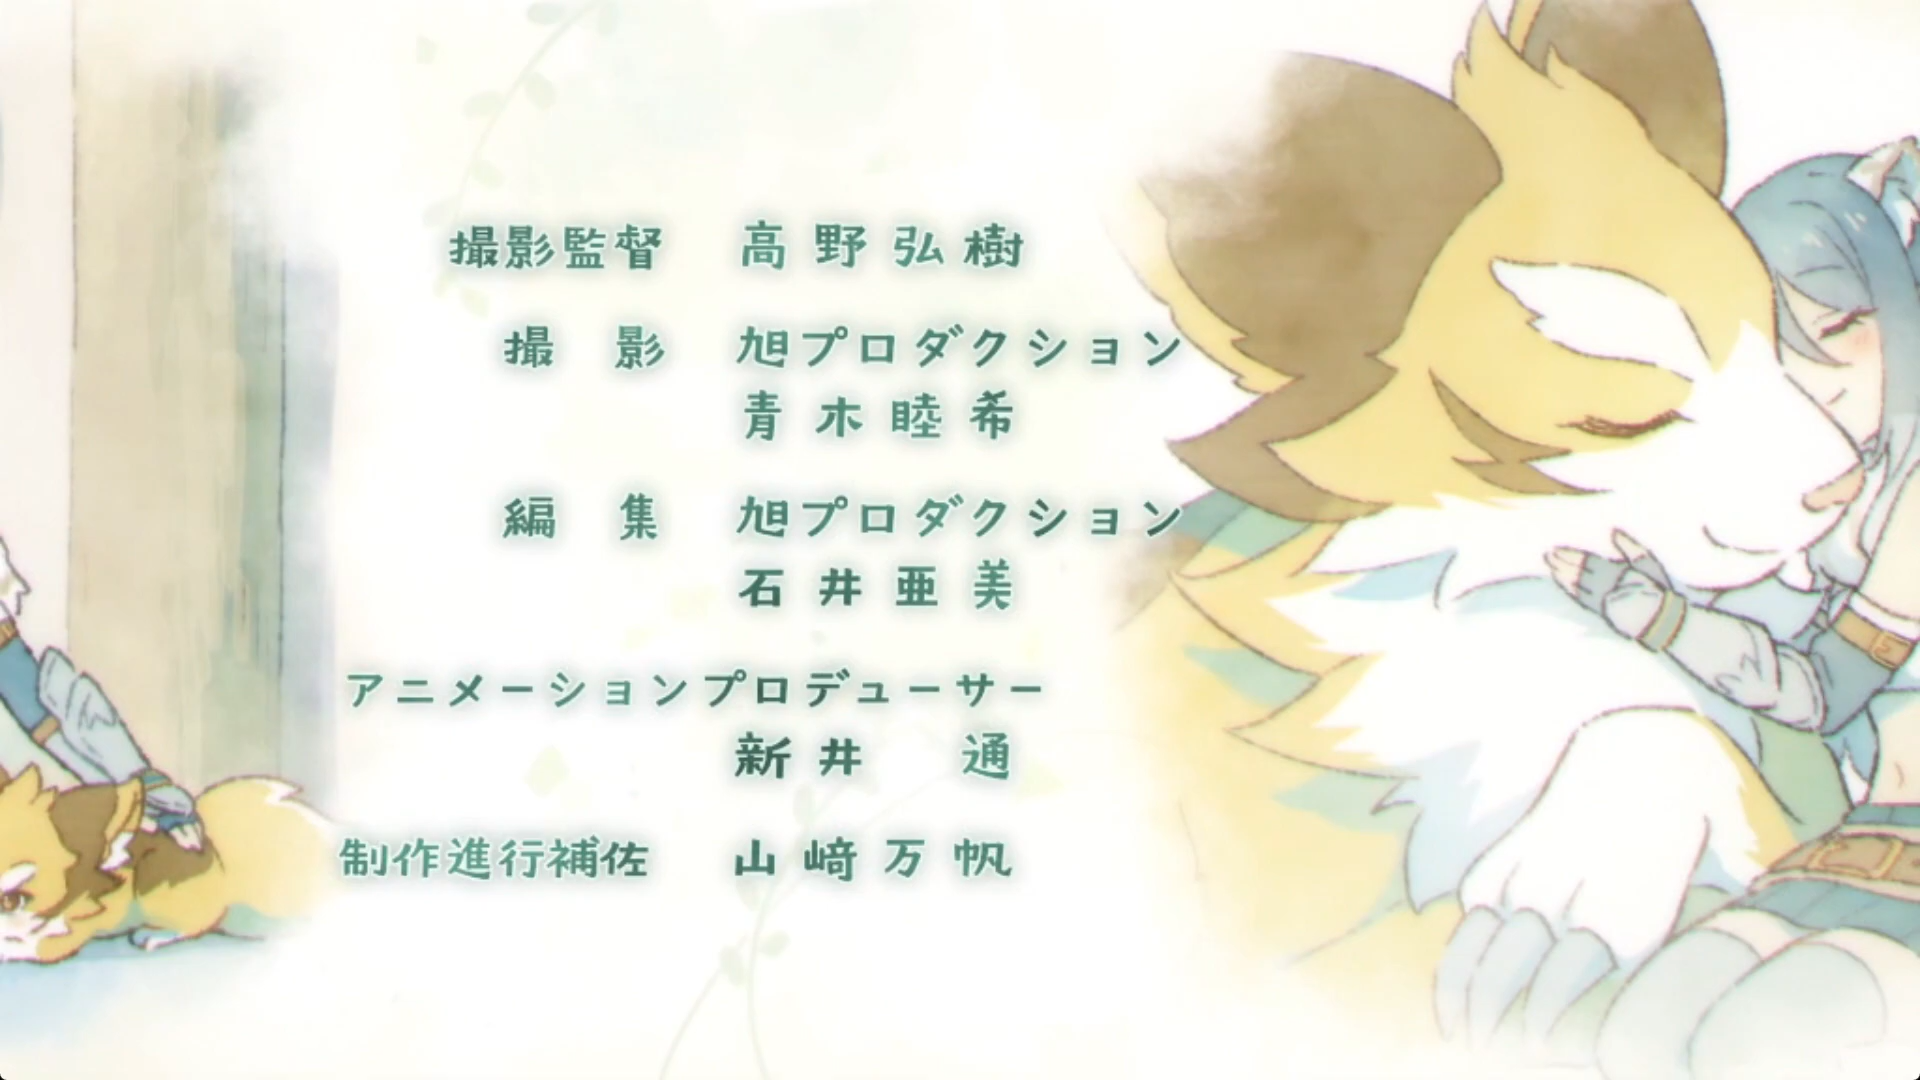 撮影監督 高野弘樹
撮 影 旭プロダクション
青木睦希
編 集 旭プロダクション
石井亜美
アニメーションプロデューサー
新井 通
制作進行補佐 山﨑万帆